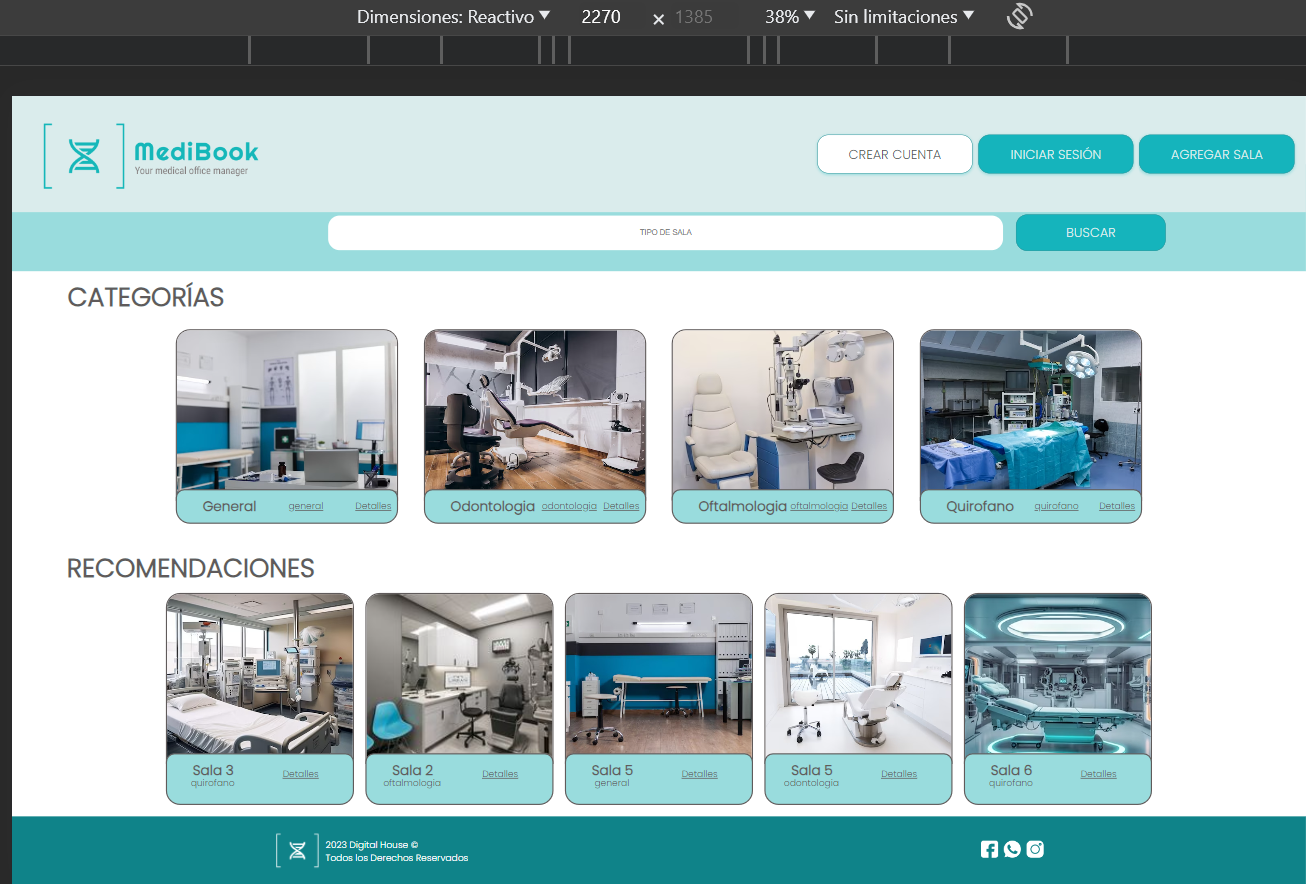 Dimensiones: Reactivo 2270 × 1385 38% Sin limitaciones
MediBook
Your medical office manager
CREAR CUENTA INICIAR SESIÓN AGREGAR SALA
TIPO DE SALA BUSCAR
CATEGORÍAS
General general Detalles
Odontologia odontologia Detalles
Oftalmologia oftalmologia Detalles
Quirofano quirofano Detalles
RECOMENDACIONES
Sala 3 Detalles
quirofano
Sala 2 Detalles
oftalmologia
Sala 5 Detalles
general
Sala 5 Detalles
odontologia
Sala 6 Detalles
quirofano
2023 Digital House ©
Todos los Derechos Reservados